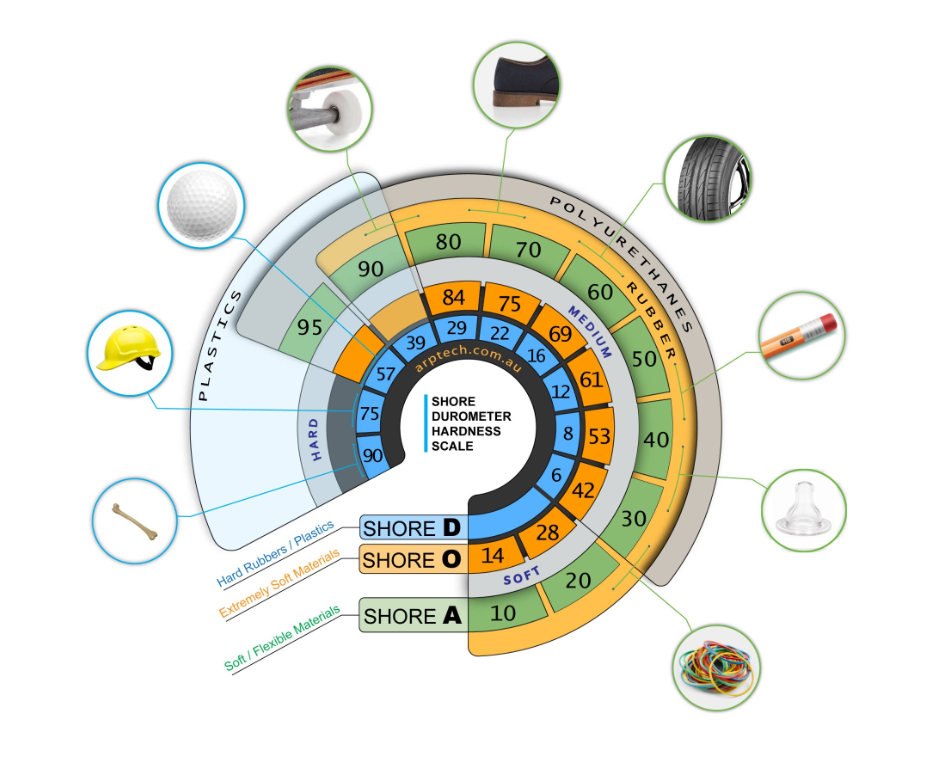 PLASTICS
POLYURETHANES
RUBBER
HARD
MEDIUM
SOFT
95
90
80
70
60
50
40
30
20
10
84
75
69
61
53
42
28
14
90
75
57
39
29
22
16
12
8
6
arptech.com.au
SHORE
DUROMETER
HARDNESS
SCALE
SHORE D
SHORE O
SHORE A
Hard Rubbers / Plastics
Extremely Soft Materials
Soft / Flexible Materials
HB